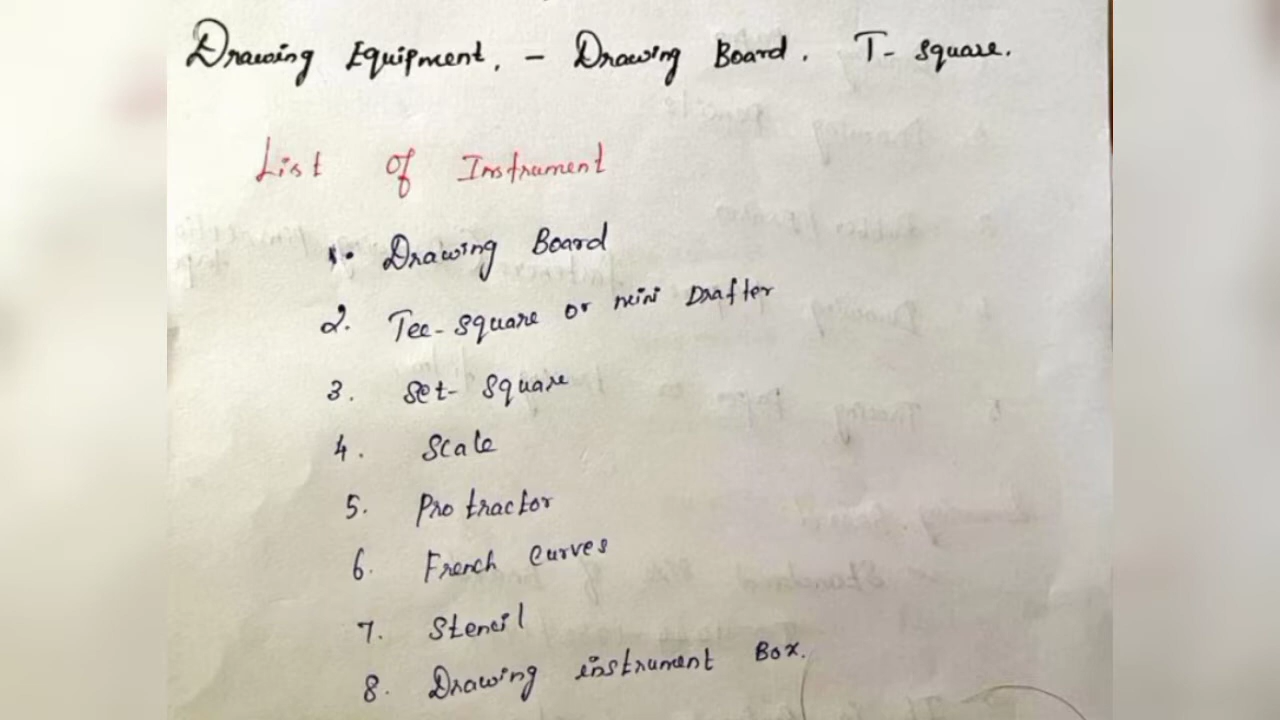 Drawing Equipment. - Drawing Board. T- square.
List of Instrument
1. Drawing Board
2. Tee-square or mini Drafter
3. Set- Square
4. Scale
5. Protractor
6. French curves
7. Stencil
8. Drawing instrument Box.